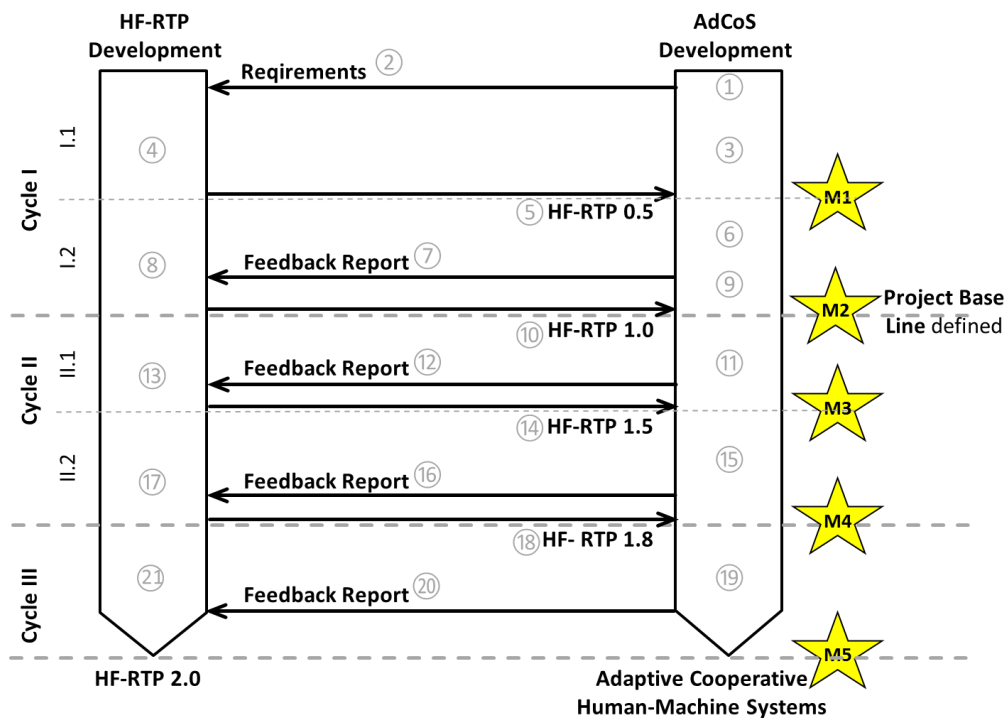 HF-RTP
Development
AdCoS
Development
Reqirements ②
①
I.1
④
③
Cycle I
M1
⑤ HF-RTP 0.5
⑥
I.2
⑧
Feedback Report ⑦
⑨
M2
Project Base
Line defined
⑩ HF-RTP 1.0
Cycle II
II.1
⑬
Feedback Report ⑫
⑪
M3
⑭ HF-RTP 1.5
II.2
⑰
Feedback Report ⑯
⑮
M4
⑱ HF- RTP 1.8
Cycle III
㉑
Feedback Report ⑳
⑲
M5
HF-RTP 2.0
Adaptive Cooperative
Human-Machine Systems